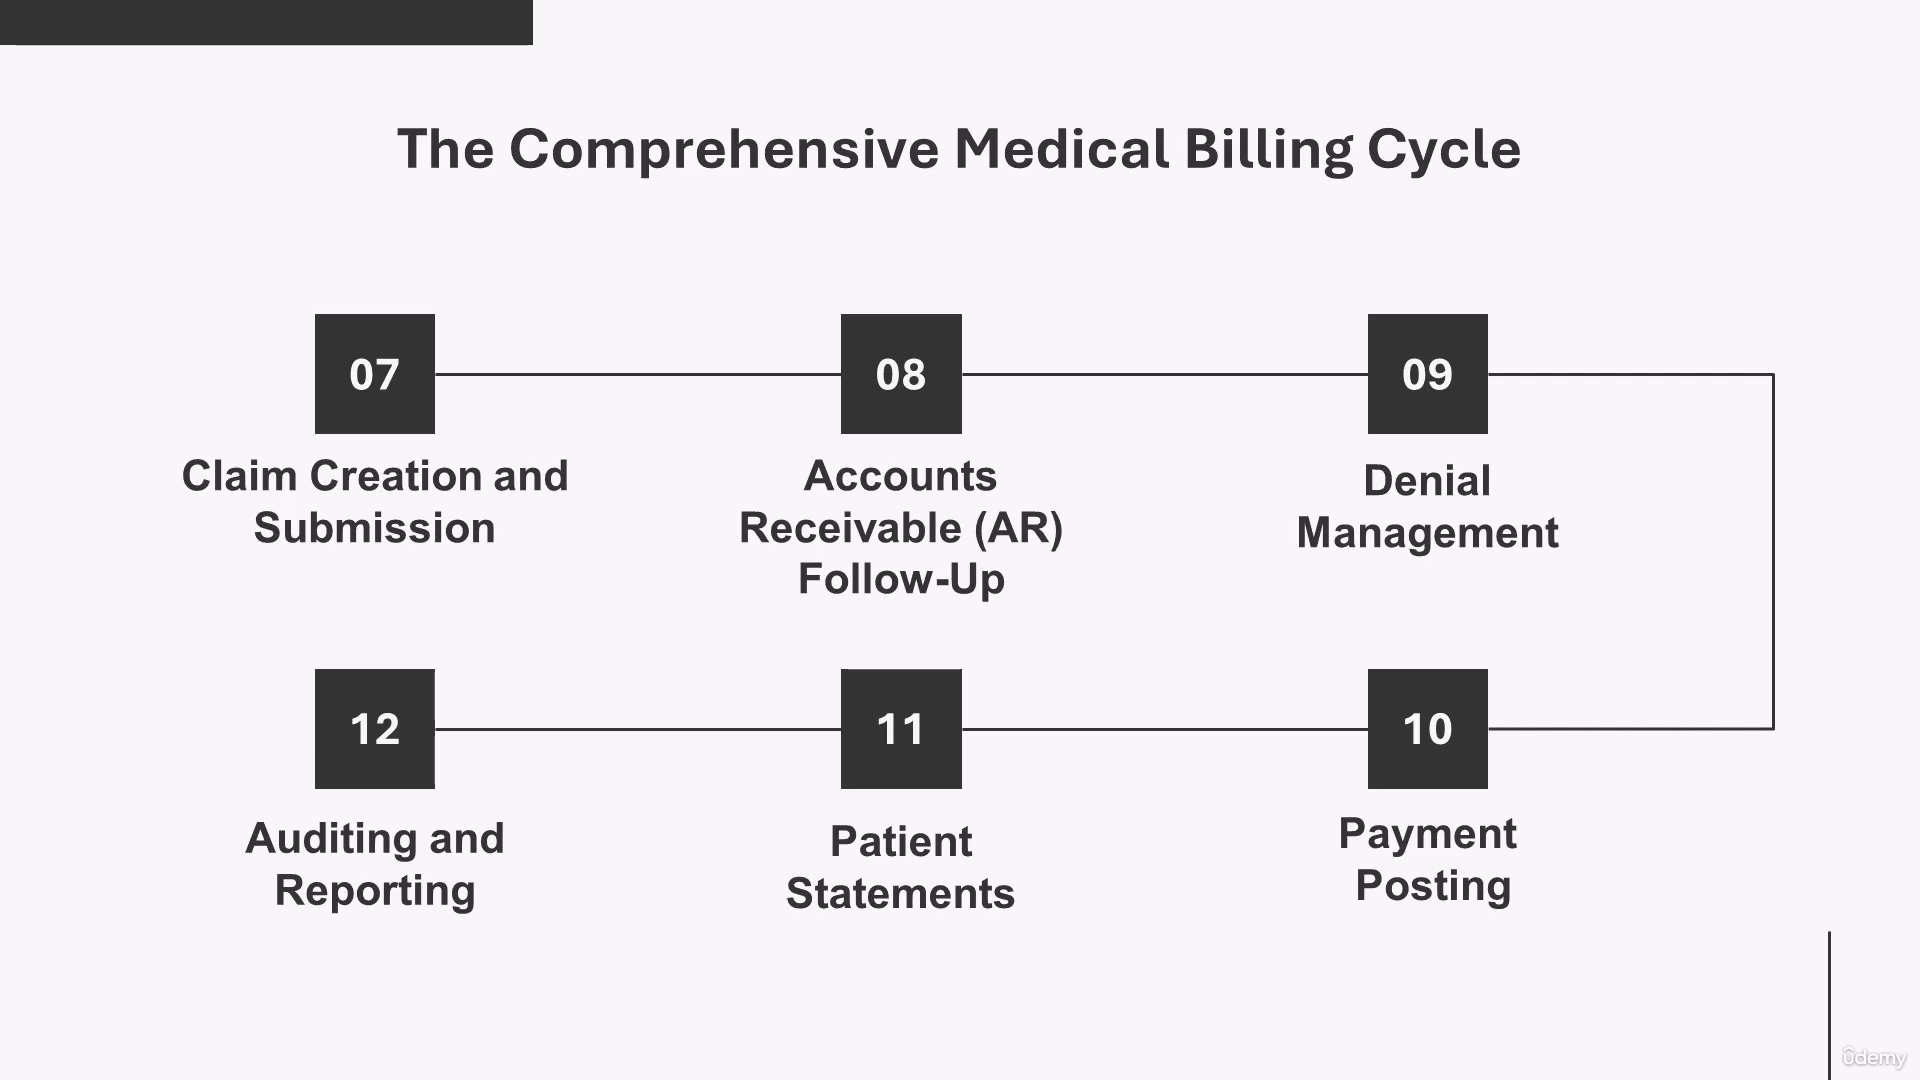 The Comprehensive Medical Billing Cycle
07
08
09
Claim Creation and
Submission
Accounts
Receivable (AR)
Follow-Up
Denial
Management
12
11
10
Auditing and
Reporting
Patient
Statements
Payment
Posting
ûdemy